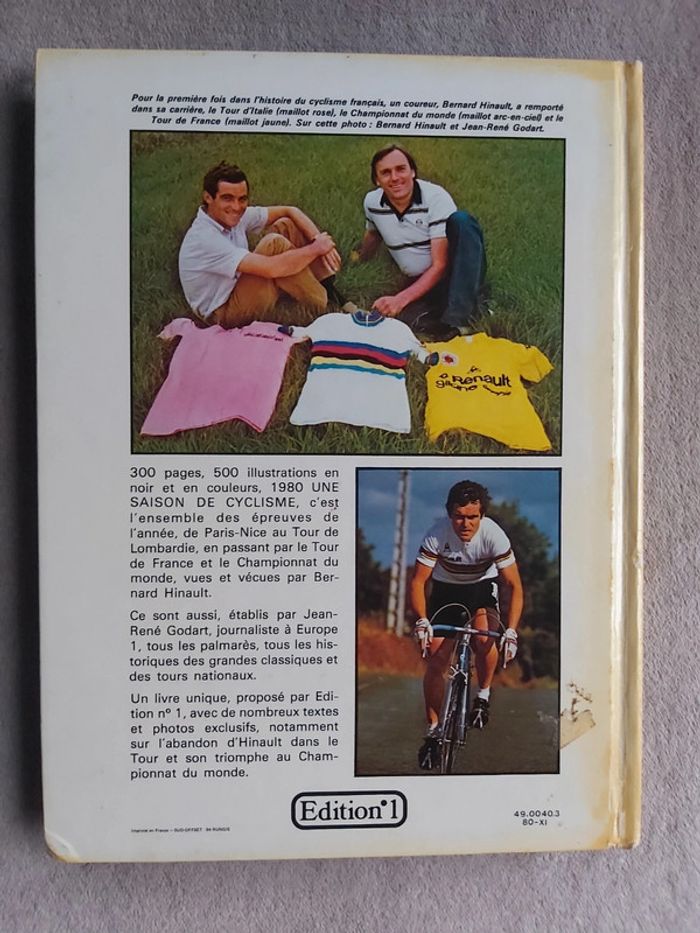 Pour la première fois dans l'histoire du cyclisme français, un coureur, Bernard Hinault, a remporté
dans sa carrière, le Tour d'Italie (maillot rose), le Championnat du monde (maillot arc-en-ciel) et le
Tour de France (maillot jaune). Sur cette photo : Bernard Hinault et Jean-René Godart.
Renault
300 pages, 500 illustrations en
noir et en couleurs, 1980 UNE
SAISON DE CYCLISME, c'est
l'ensemble des épreuves de
l'année, de Paris-Nice au Tour de
Lombardie, en passant par le Tour
de France et le Championnat du
monde, vues et vécues par Ber-
nard Hinault.
Ce sont aussi, établis par Jean-
René Godart, journaliste à Europe
1, tous les palmarès, tous les his-
toriques des grandes classiques et
des tours nationaux.
Un livre unique, proposé par Edi-
tion nº 1, avec de nombreux textes
et photos exclusifs, notamment
sur l'abandon d'Hinault dans le
Tour et son triomphe au Cham-
pionnat du monde.
Edition°1
49.0040.3
80-XI
Imprimé en France - SUD-OFFSET 94 RUNGIS